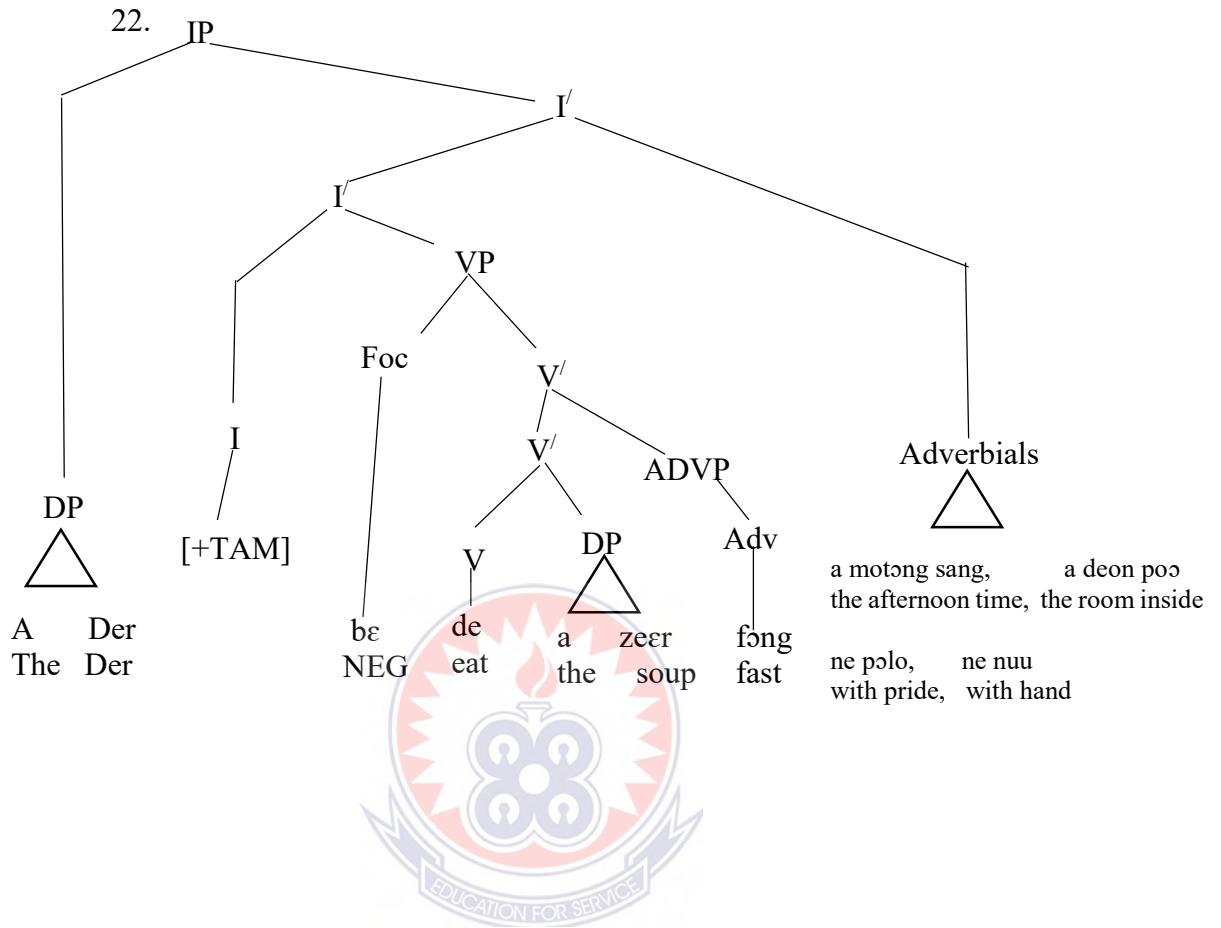 22. IP
I/
I/
VP
Foc
V/
I
V/
ADVP
Adverbials
DP
[+TAM]
V
DP
Adv
a motɔng sang, a deon poɔ
the afternoon time, the room inside
A Der bɛ de a zeɛr fɔng
The Der NEG eat the soup fast
ne pɔlo, ne nuu
with pride, with hand
EDUCATION FOR SERVICE